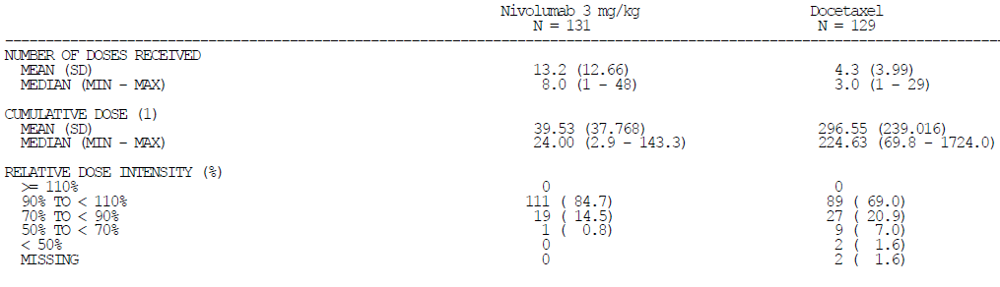 Nivolumab 3 mg/kg Docetaxel
N = 131 N = 129
NUMBER OF DOSES RECEIVED
MEAN (SD) 13.2 (12.66) 4.3 (3.99)
MEDIAN (MIN - MAX) 8.0 (1 - 48) 3.0 (1 - 29)
CUMULATIVE DOSE (1)
MEAN (SD) 39.53 (37.768) 296.55 (239.016)
MEDIAN (MIN - MAX) 24.00 (2.9 - 143.3) 224.63 (69.8 - 1724.0)
RELATIVE DOSE INTENSITY (%)
>= 110% 0 0
90% TO < 110% 111 ( 84.7) 89 ( 69.0)
70% TO < 90% 19 ( 14.5) 27 ( 20.9)
50% TO < 70% 1 ( 0.8) 9 ( 7.0)
< 50% 0 2 ( 1.6)
MISSING 0 2 ( 1.6)